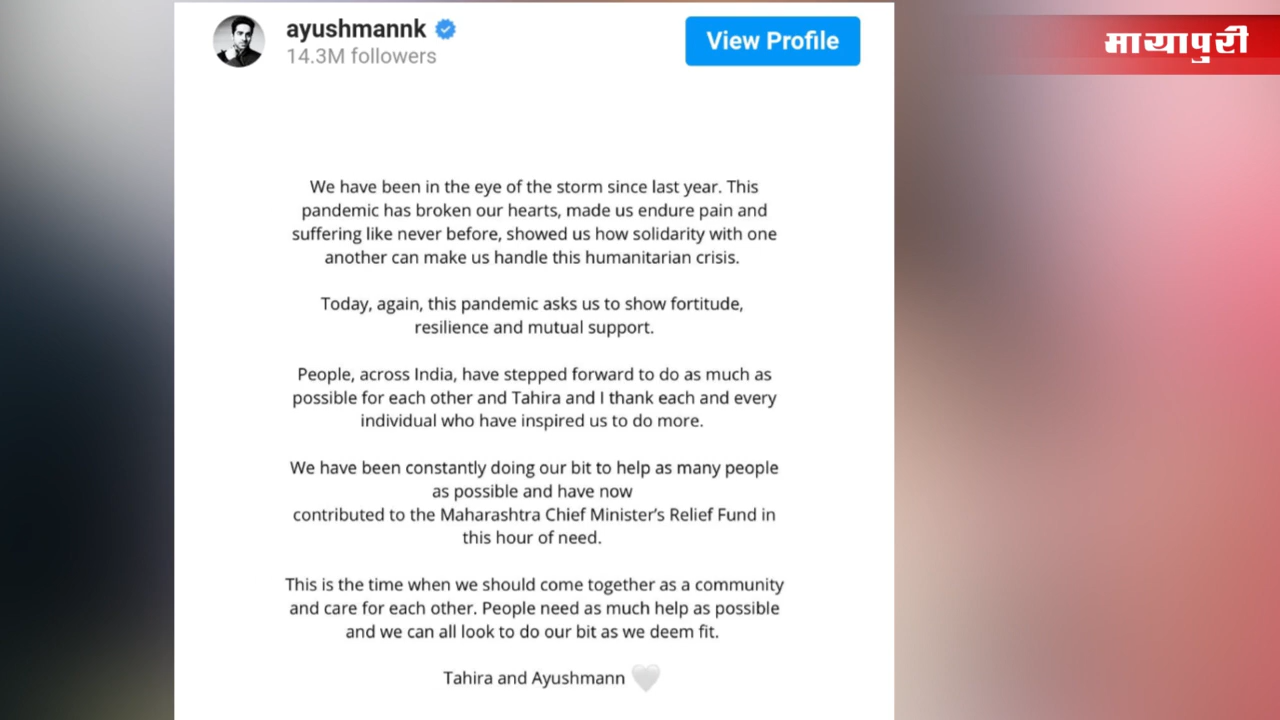 ayushmannk
14.3M followers
View Profile
मायापुरी
We have been in the eye of the storm since last year. This
pandemic has broken our hearts, made us endure pain and
suffering like never before, showed us how solidarity with one
another can make us handle this humanitarian crisis.
Today, again, this pandemic asks us to show fortitude,
resilience and mutual support.
People, across India, have stepped forward to do as much as
possible for each other and Tahira and I thank each and every
individual who have inspired us to do more.
We have been constantly doing our bit to help as many people
as possible and have now
contributed to the Maharashtra Chief Minister’s Relief Fund in
this hour of need.
This is the time when we should come together as a community
and care for each other. People need as much help as possible
and we can all look to do our bit as we deem fit.
Tahira and Ayushmann 🤍